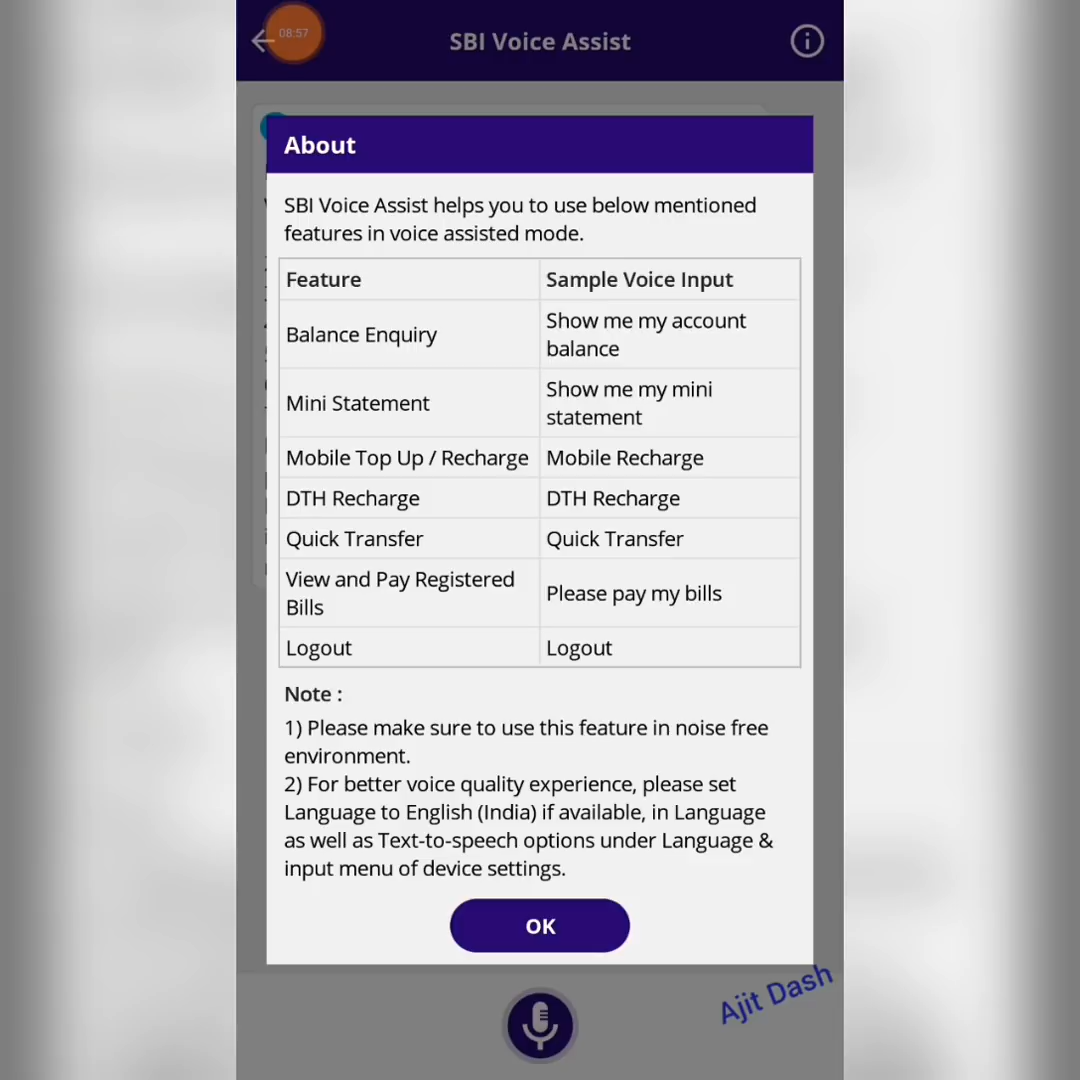 08:57
SBI Voice Assist
About
SBI Voice Assist helps you to use below mentioned
features in voice assisted mode.
Feature Sample Voice Input
Balance Enquiry Show me my account
balance
Mini Statement Show me my mini
statement
Mobile Top Up / Recharge Mobile Recharge
DTH Recharge DTH Recharge
Quick Transfer Quick Transfer
View and Pay Registered
Bills Please pay my bills
Logout Logout
Note :
1) Please make sure to use this feature in noise free
environment.
2) For better voice quality experience, please set
Language to English (India) if available, in Language
as well as Text-to-speech options under Language &
input menu of device settings.
OK
Ajit Dash